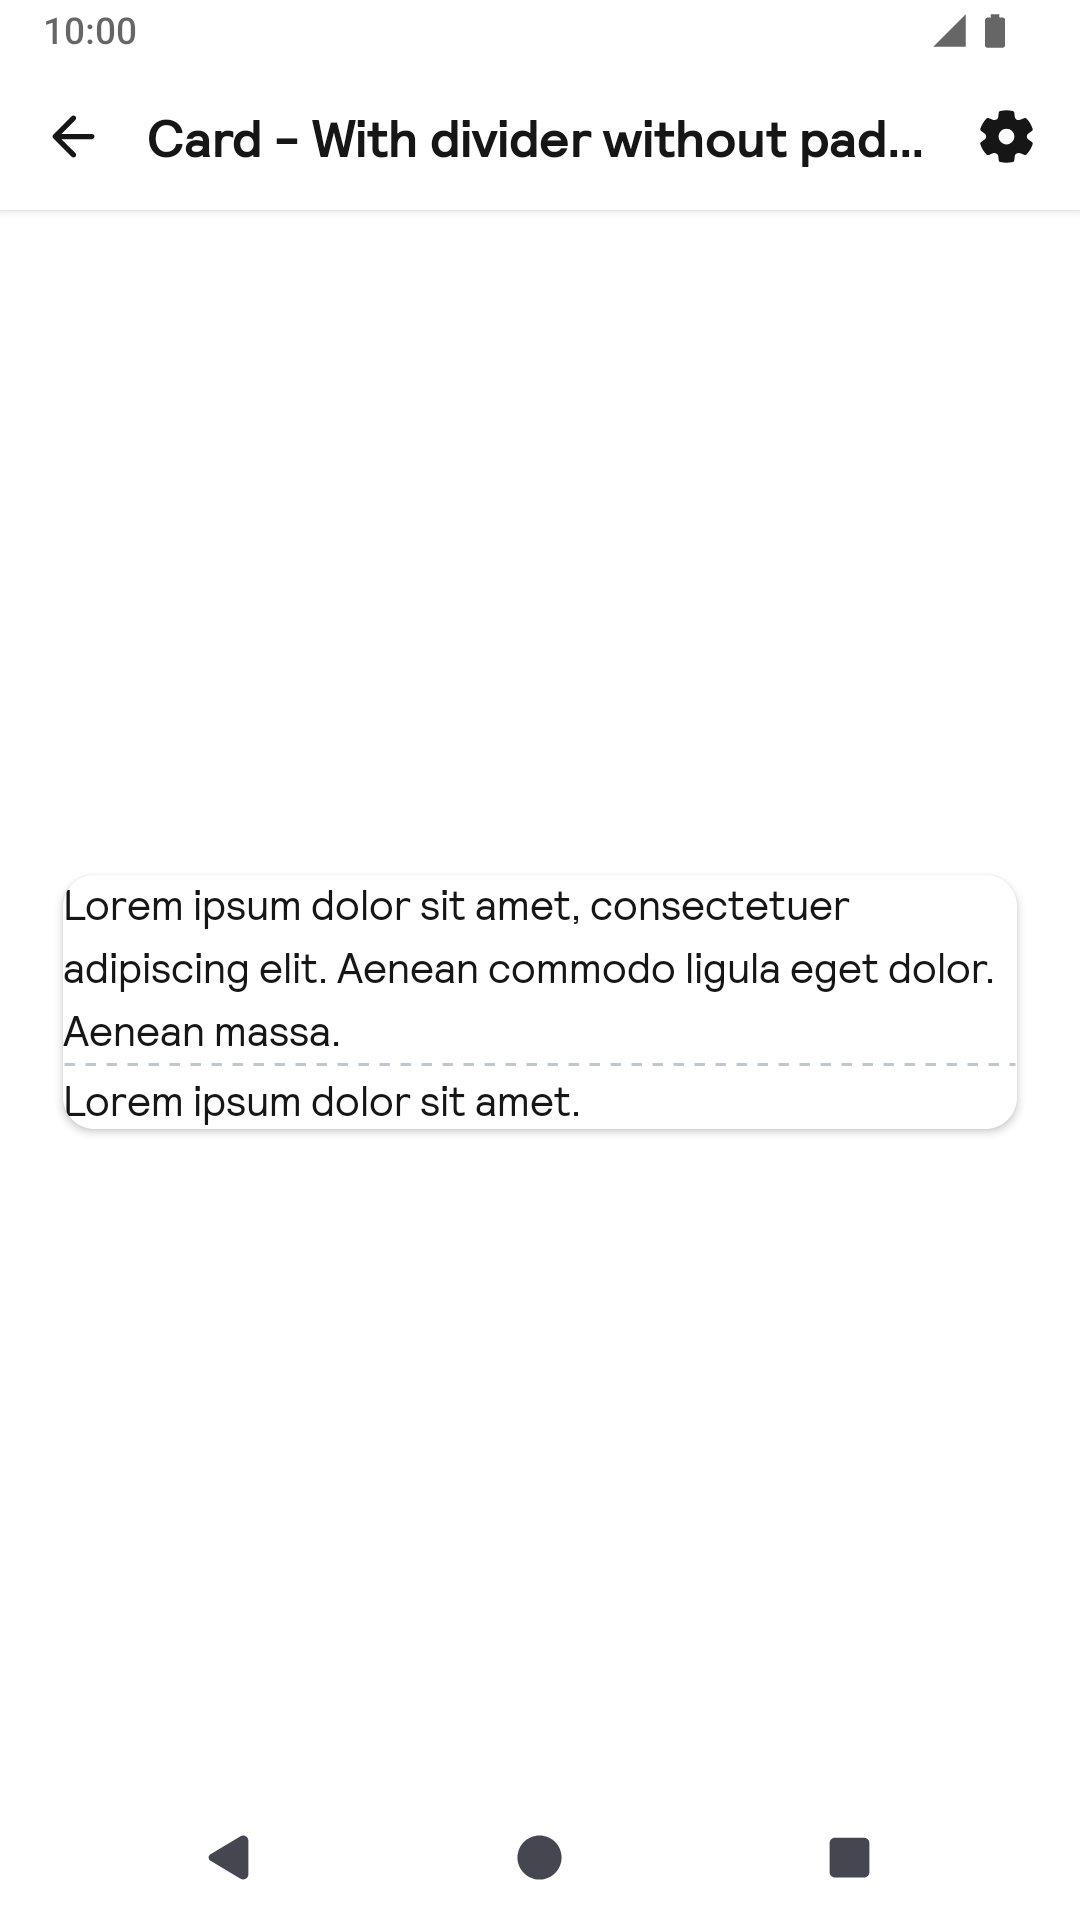 10:00
Card - With divider without pad...
Lorem ipsum dolor sit amet, consectetuer
adipiscing elit. Aenean commodo ligula eget dolor.
Aenean massa.
Lorem ipsum dolor sit amet.